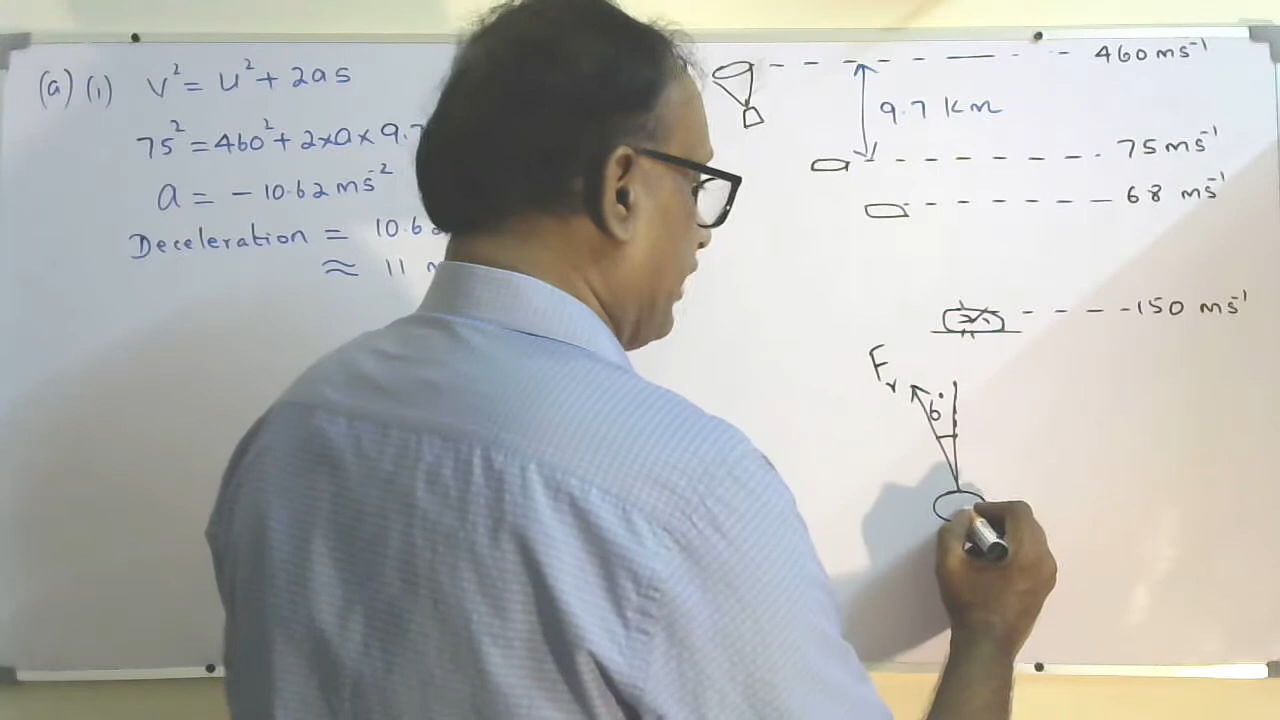 (a) (i) V² = U² + 2as
75² = 460² + 2×a× 9.7
a = - 10.62 ms⁻²
Deceleration = 10.6
≈ 11
460 ms⁻¹
9.7 km
75 ms⁻¹
68 ms⁻¹
150 ms⁻¹
Fr
6°